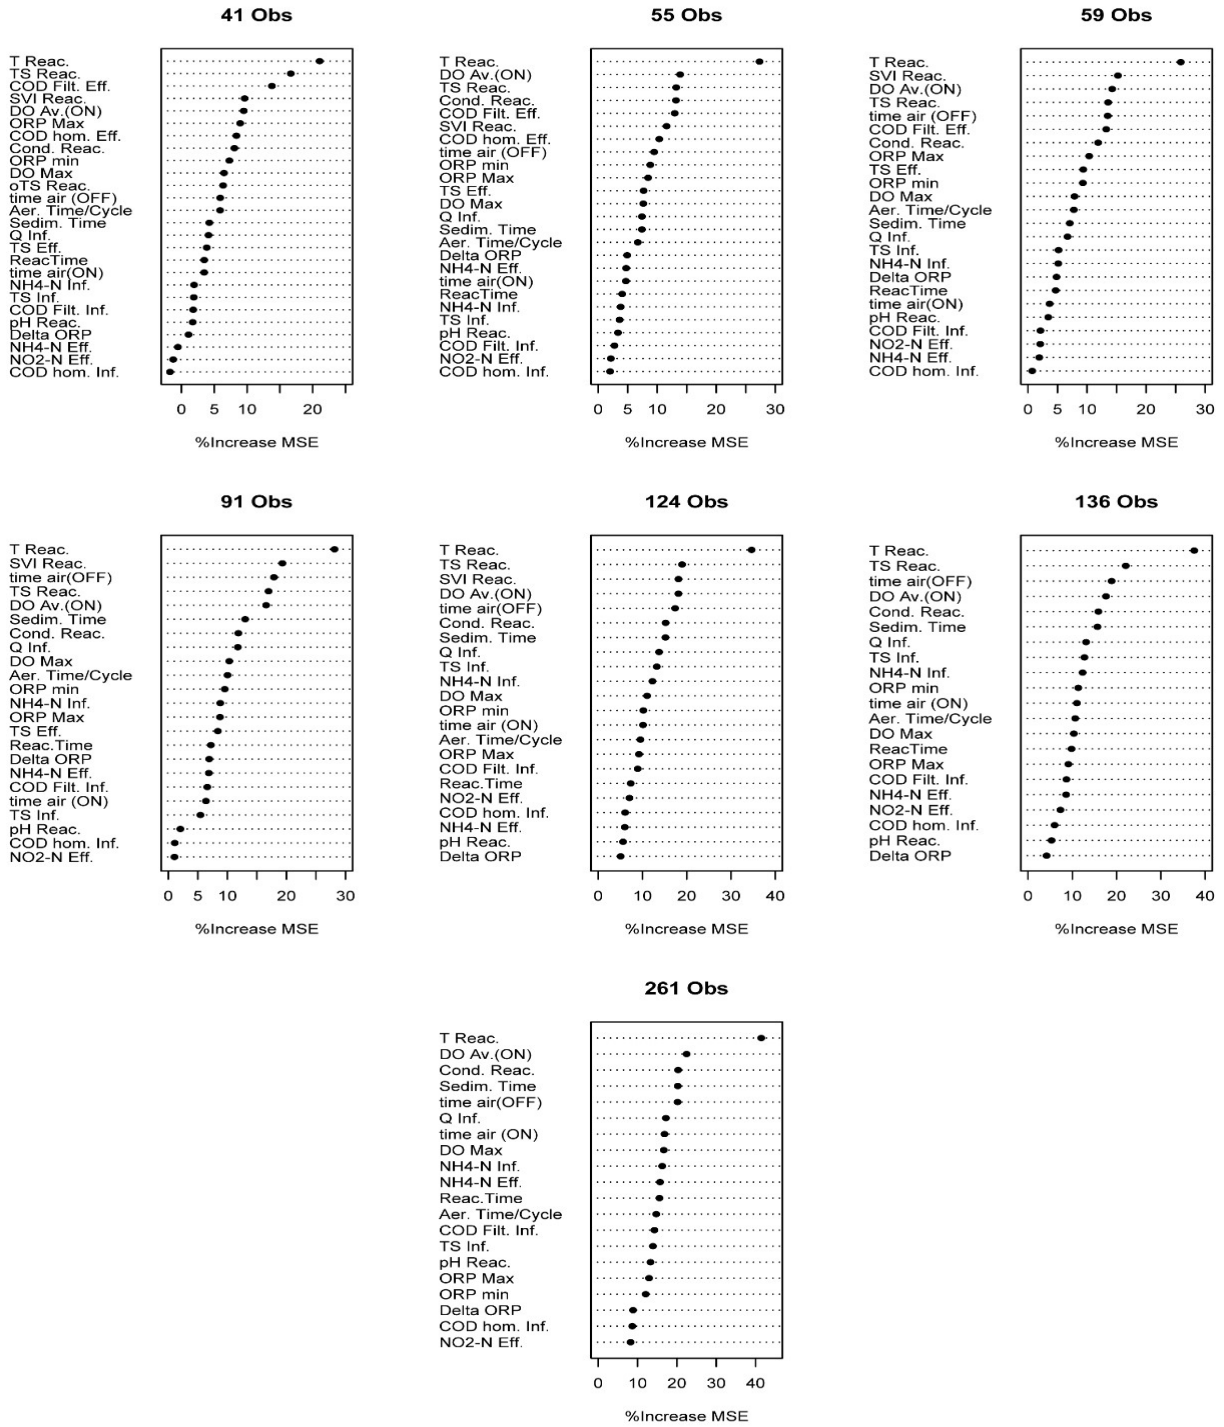 41 Obs
T Reac.
TS Reac.
COD Filt. Eff.
SVI Reac.
DO Av.(ON)
ORP Max
COD hom. Eff.
Cond. Reac.
ORP min
DO Max
oTS Reac.
time air (OFF)
Aer. Time/Cycle
Sedim. Time
Q Inf.
TS Eff.
ReacTime
time air(ON)
NH4-N Inf.
TS Inf.
COD Filt. Inf.
pH Reac.
Delta ORP
NH4-N Eff.
NO2-N Eff.
COD hom. Inf.
0 5 10 20
%Increase MSE
55 Obs
T Reac.
DO Av.(ON)
TS Reac.
Cond. Reac.
COD Filt. Eff.
SVI Reac.
COD hom. Eff.
time air (OFF)
ORP min
ORP Max
TS Eff.
DO Max
Q Inf.
Sedim. Time
Aer. Time/Cycle
Delta ORP
NH4-N Eff.
time air(ON)
ReacTime
NH4-N Inf.
TS Inf.
pH Reac.
COD Filt. Inf.
NO2-N Eff.
COD hom. Inf.
0 5 10 20 30
%Increase MSE
59 Obs
T Reac.
SVI Reac.
DO Av.(ON)
TS Reac.
time air (OFF)
COD Filt. Eff.
Cond. Reac.
ORP Max
TS Eff.
ORP min
DO Max
Aer. Time/Cycle
Sedim. Time
Q Inf.
TS Inf.
NH4-N Inf.
Delta ORP
ReacTime
time air(ON)
pH Reac.
COD Filt. Inf.
NO2-N Eff.
NH4-N Eff.
COD hom. Inf.
0 5 10 20 30
%Increase MSE
91 Obs
T Reac.
SVI Reac.
time air(OFF)
TS Reac.
DO Av.(ON)
Sedim. Time
Cond. Reac.
Q Inf.
DO Max
Aer. Time/Cycle
ORP min
NH4-N Inf.
ORP Max
TS Eff.
Reac.Time
Delta ORP
NH4-N Eff.
COD Filt. Inf.
time air (ON)
TS Inf.
pH Reac.
COD hom. Inf.
NO2-N Eff.
0 5 10 20 30
%Increase MSE
124 Obs
T Reac.
TS Reac.
SVI Reac.
DO Av.(ON)
time air(OFF)
Cond. Reac.
Sedim. Time
Q Inf.
TS Inf.
NH4-N Inf.
DO Max
ORP min
time air (ON)
Aer. Time/Cycle
ORP Max
COD Filt. Inf.
Reac.Time
NO2-N Eff.
COD hom. Inf.
NH4-N Eff.
pH Reac.
Delta ORP
0 10 20 30 40
%Increase MSE
136 Obs
T Reac.
TS Reac.
time air(OFF)
DO Av.(ON)
Cond. Reac.
Sedim. Time
Q Inf.
TS Inf.
NH4-N Inf.
ORP min
time air (ON)
Aer. Time/Cycle
DO Max
ReacTime
ORP Max
COD Filt. Inf.
NH4-N Eff.
NO2-N Eff.
COD hom. Inf.
pH Reac.
Delta ORP
0 10 20 30 40
%Increase MSE
261 Obs
T Reac.
DO Av.(ON)
Cond. Reac.
Sedim. Time
time air(OFF)
Q Inf.
time air (ON)
DO Max
NH4-N Inf.
NH4-N Eff.
Reac.Time
Aer. Time/Cycle
COD Filt. Inf.
TS Inf.
pH Reac.
ORP Max
ORP min
Delta ORP
COD hom. Inf.
NO2-N Eff.
0 10 20 30 40
%Increase MSE